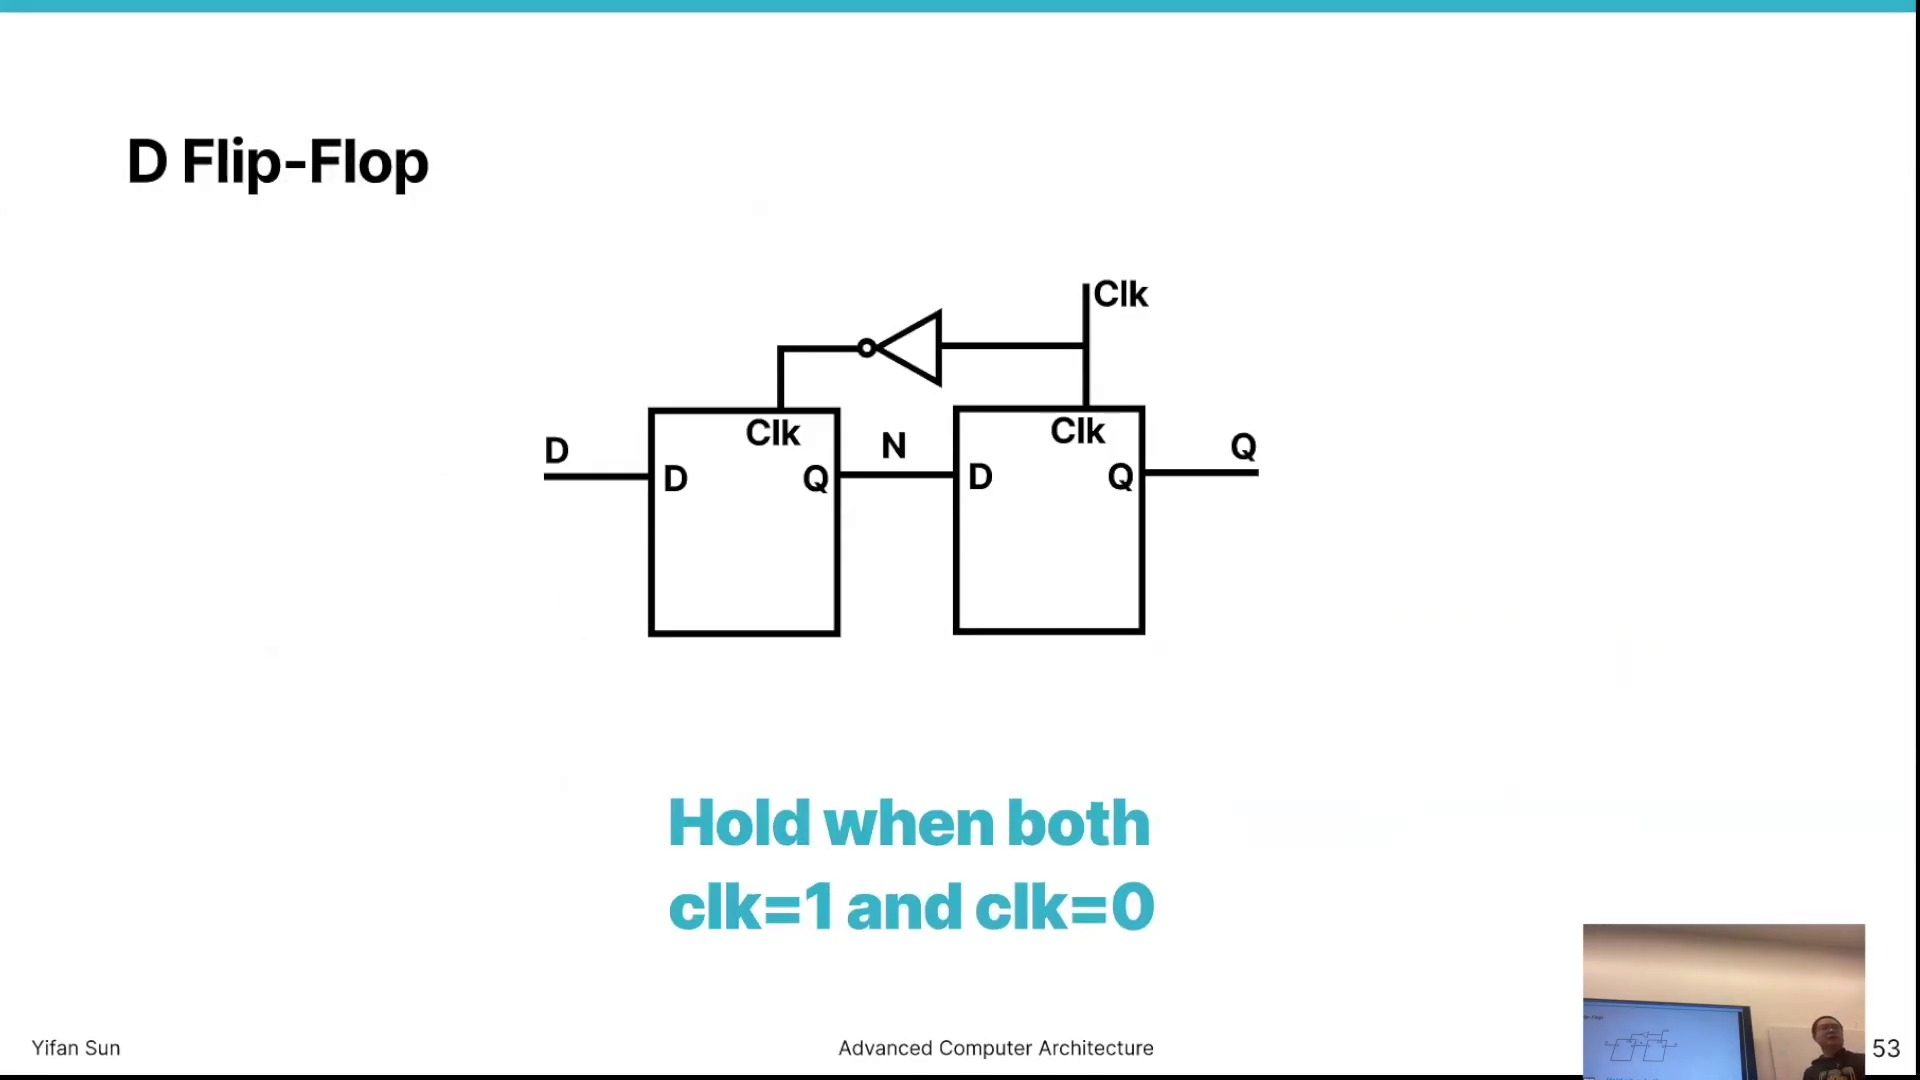 D Flip-Flop
Clk
Clk
Clk
D
N
Q
D
Q
D
Q
Hold when both
clk=1 and clk=0
Yifan Sun
Advanced Computer Architecture
53